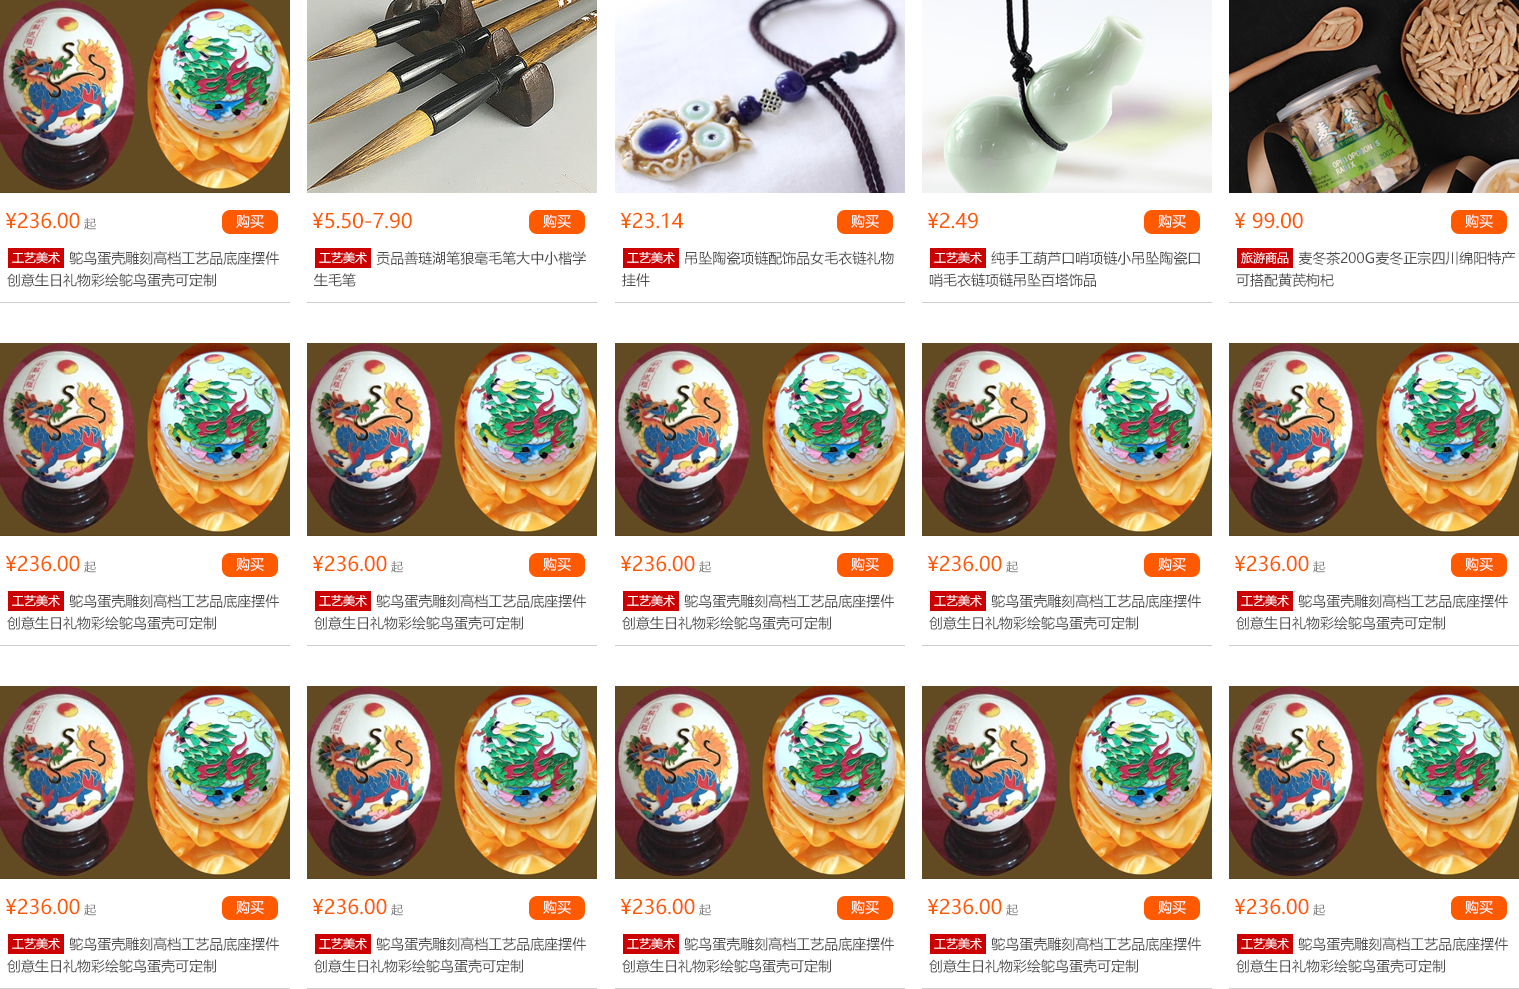 ¥236.00 起 购买
工艺美术 鸵鸟蛋壳雕刻高档工艺品底座摆件
创意生日礼物彩绘鸵鸟蛋壳可定制
¥5.50-7.90 购买
工艺美术 贡品善琏湖笔狼毫毛笔大中小楷学
生毛笔
¥23.14 购买
工艺美术 吊坠陶瓷项链配饰品女毛衣链礼物
挂件
¥2.49 购买
工艺美术 纯手工葫芦口哨项链小吊坠陶瓷口
哨毛衣链项链吊坠百塔饰品
麦冬
¥ 99.00 购买
旅游商品 麦冬茶200G麦冬正宗四川绵阳特产
可搭配黄芪枸杞
¥236.00 起 购买
工艺美术 鸵鸟蛋壳雕刻高档工艺品底座摆件
创意生日礼物彩绘鸵鸟蛋壳可定制
¥236.00 起 购买
工艺美术 鸵鸟蛋壳雕刻高档工艺品底座摆件
创意生日礼物彩绘鸵鸟蛋壳可定制
¥236.00 起 购买
工艺美术 鸵鸟蛋壳雕刻高档工艺品底座摆件
创意生日礼物彩绘鸵鸟蛋壳可定制
¥236.00 起 购买
工艺美术 鸵鸟蛋壳雕刻高档工艺品底座摆件
创意生日礼物彩绘鸵鸟蛋壳可定制
¥236.00 起 购买
工艺美术 鸵鸟蛋壳雕刻高档工艺品底座摆件
创意生日礼物彩绘鸵鸟蛋壳可定制
¥236.00 起 购买
工艺美术 鸵鸟蛋壳雕刻高档工艺品底座摆件
创意生日礼物彩绘鸵鸟蛋壳可定制
¥236.00 起 购买
工艺美术 鸵鸟蛋壳雕刻高档工艺品底座摆件
创意生日礼物彩绘鸵鸟蛋壳可定制
¥236.00 起 购买
工艺美术 鸵鸟蛋壳雕刻高档工艺品底座摆件
创意生日礼物彩绘鸵鸟蛋壳可定制
¥236.00 起 购买
工艺美术 鸵鸟蛋壳雕刻高档工艺品底座摆件
创意生日礼物彩绘鸵鸟蛋壳可定制
¥236.00 起 购买
工艺美术 鸵鸟蛋壳雕刻高档工艺品底座摆件
创意生日礼物彩绘鸵鸟蛋壳可定制